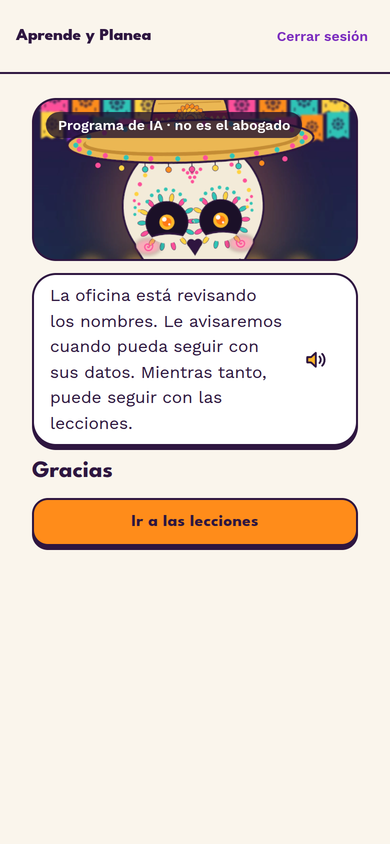 Aprende y Planea
Cerrar sesión
Programa de IA · no es el abogado
La oficina está revisando
los nombres. Le avisaremos
cuando pueda seguir con
sus datos. Mientras tanto,
puede seguir con las
lecciones.
Gracias
Ir a las lecciones